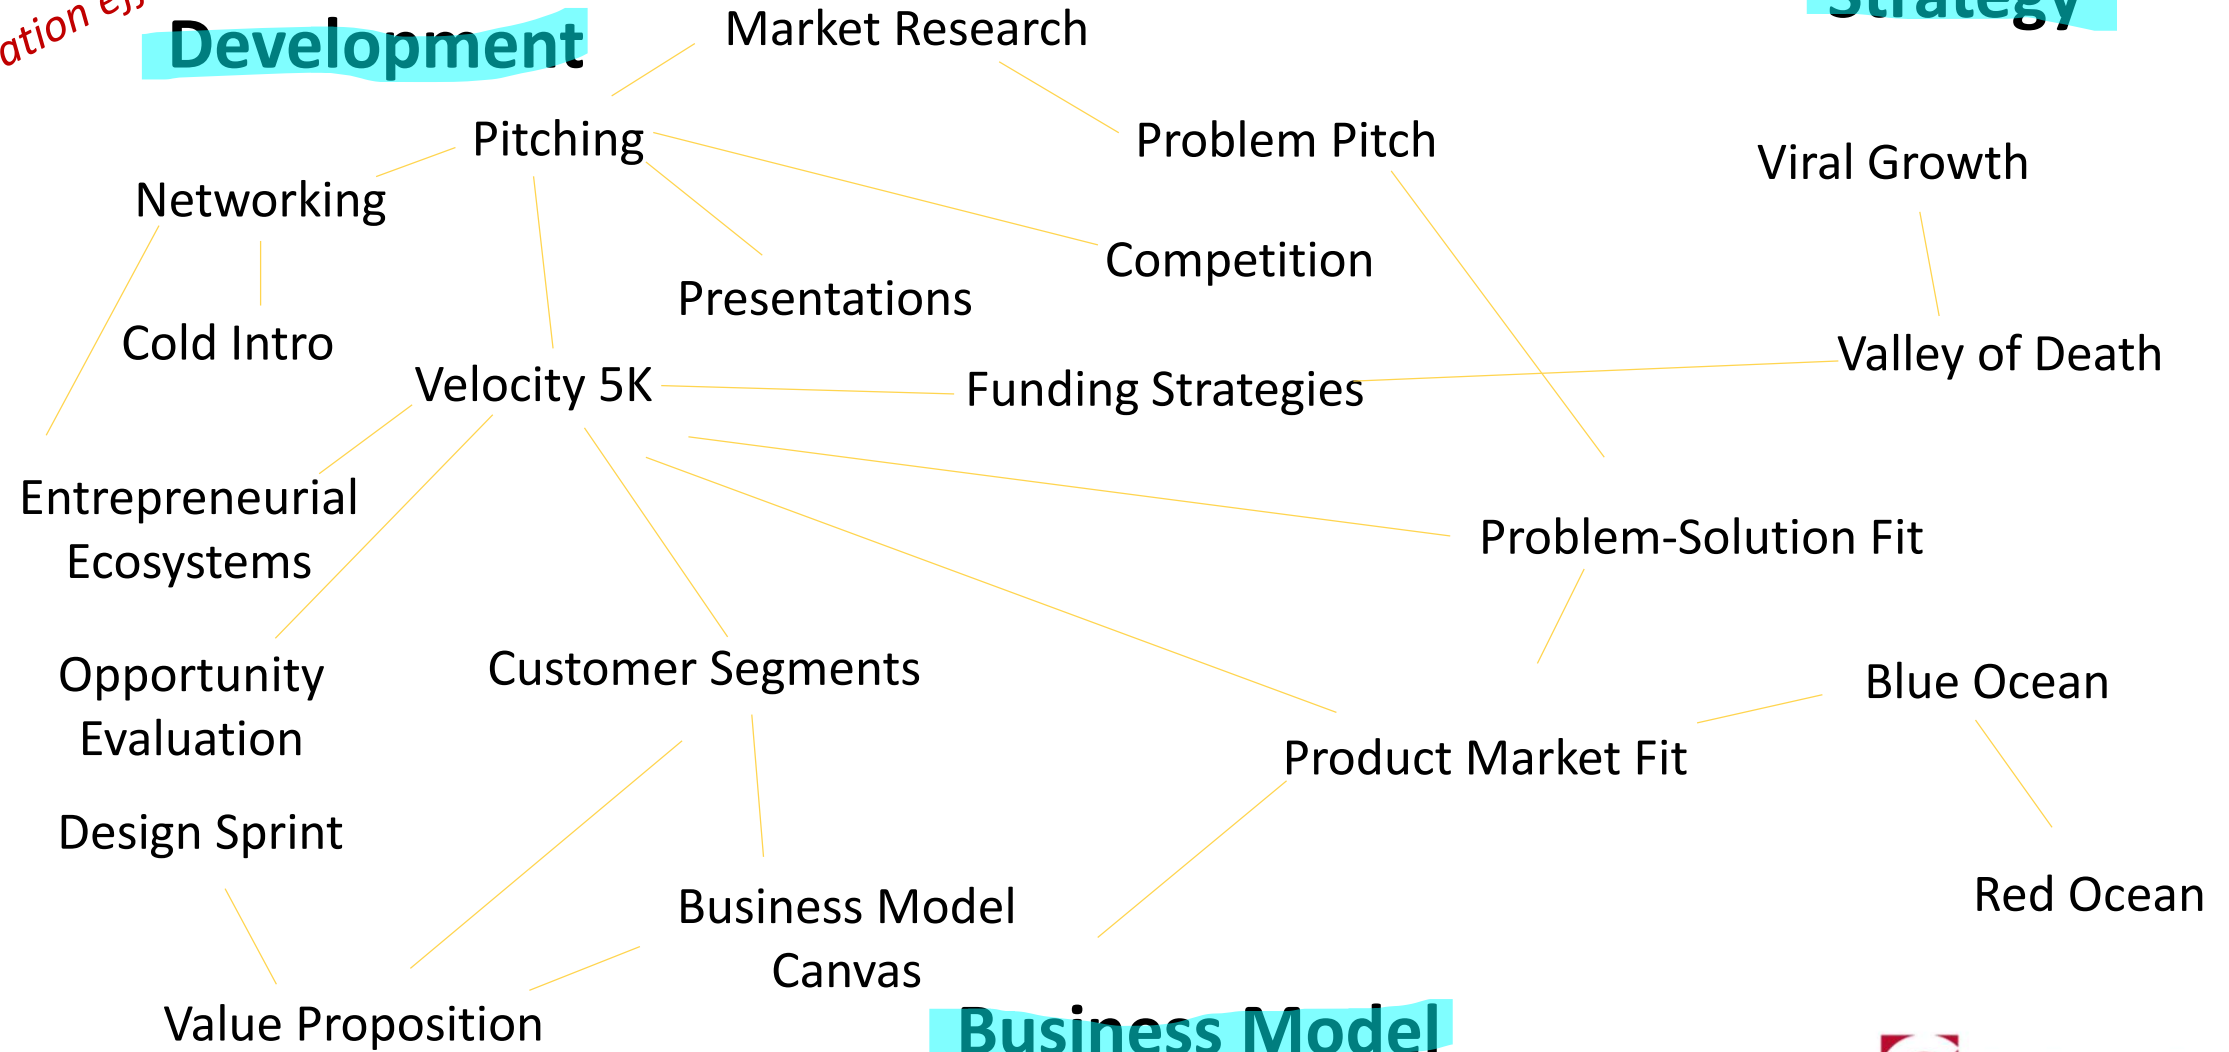 Development
Market Research
Strategy
Pitching
Problem Pitch
Viral Growth
Networking
Competition
Presentations
Cold Intro
Velocity 5K
Funding Strategies
Valley of Death
Entrepreneurial
Ecosystems
Problem-Solution Fit
Opportunity
Evaluation
Customer Segments
Blue Ocean
Product Market Fit
Design Sprint
Business Model
Canvas
Red Ocean
Value Proposition
Business Model